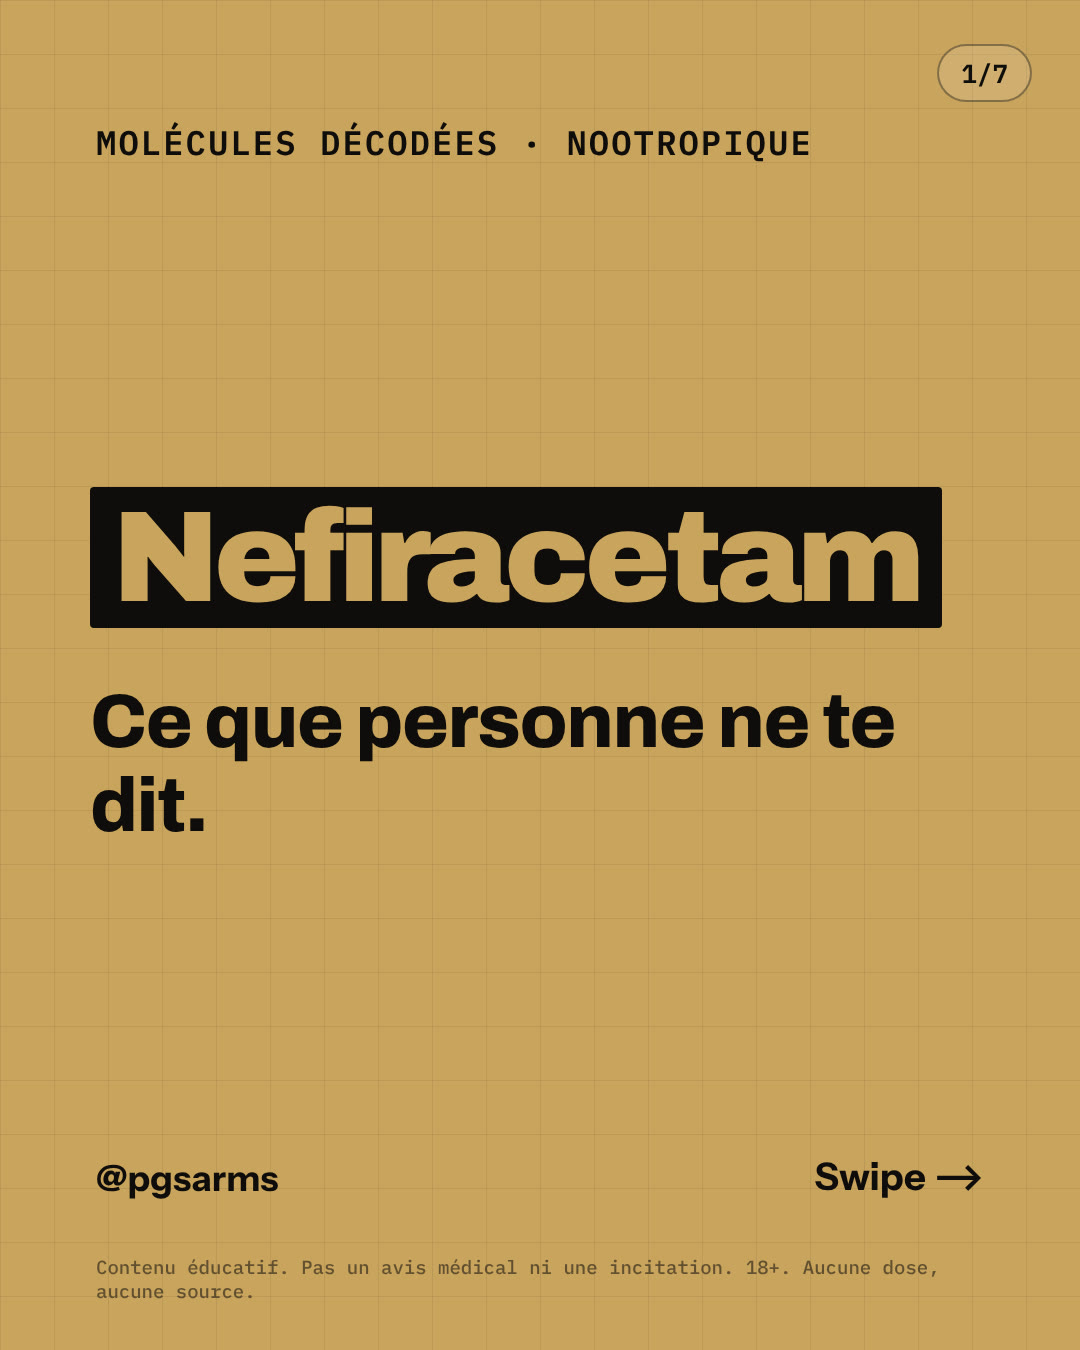 1/7
MOLÉCULES DÉCODÉES · NOOTROPIQUE
Nefiracetam
Ce que personne ne te
dit.
@pgsarms
Swipe →
Contenu éducatif. Pas un avis médical ni une incitation. 18+. Aucune dose,
aucune source.